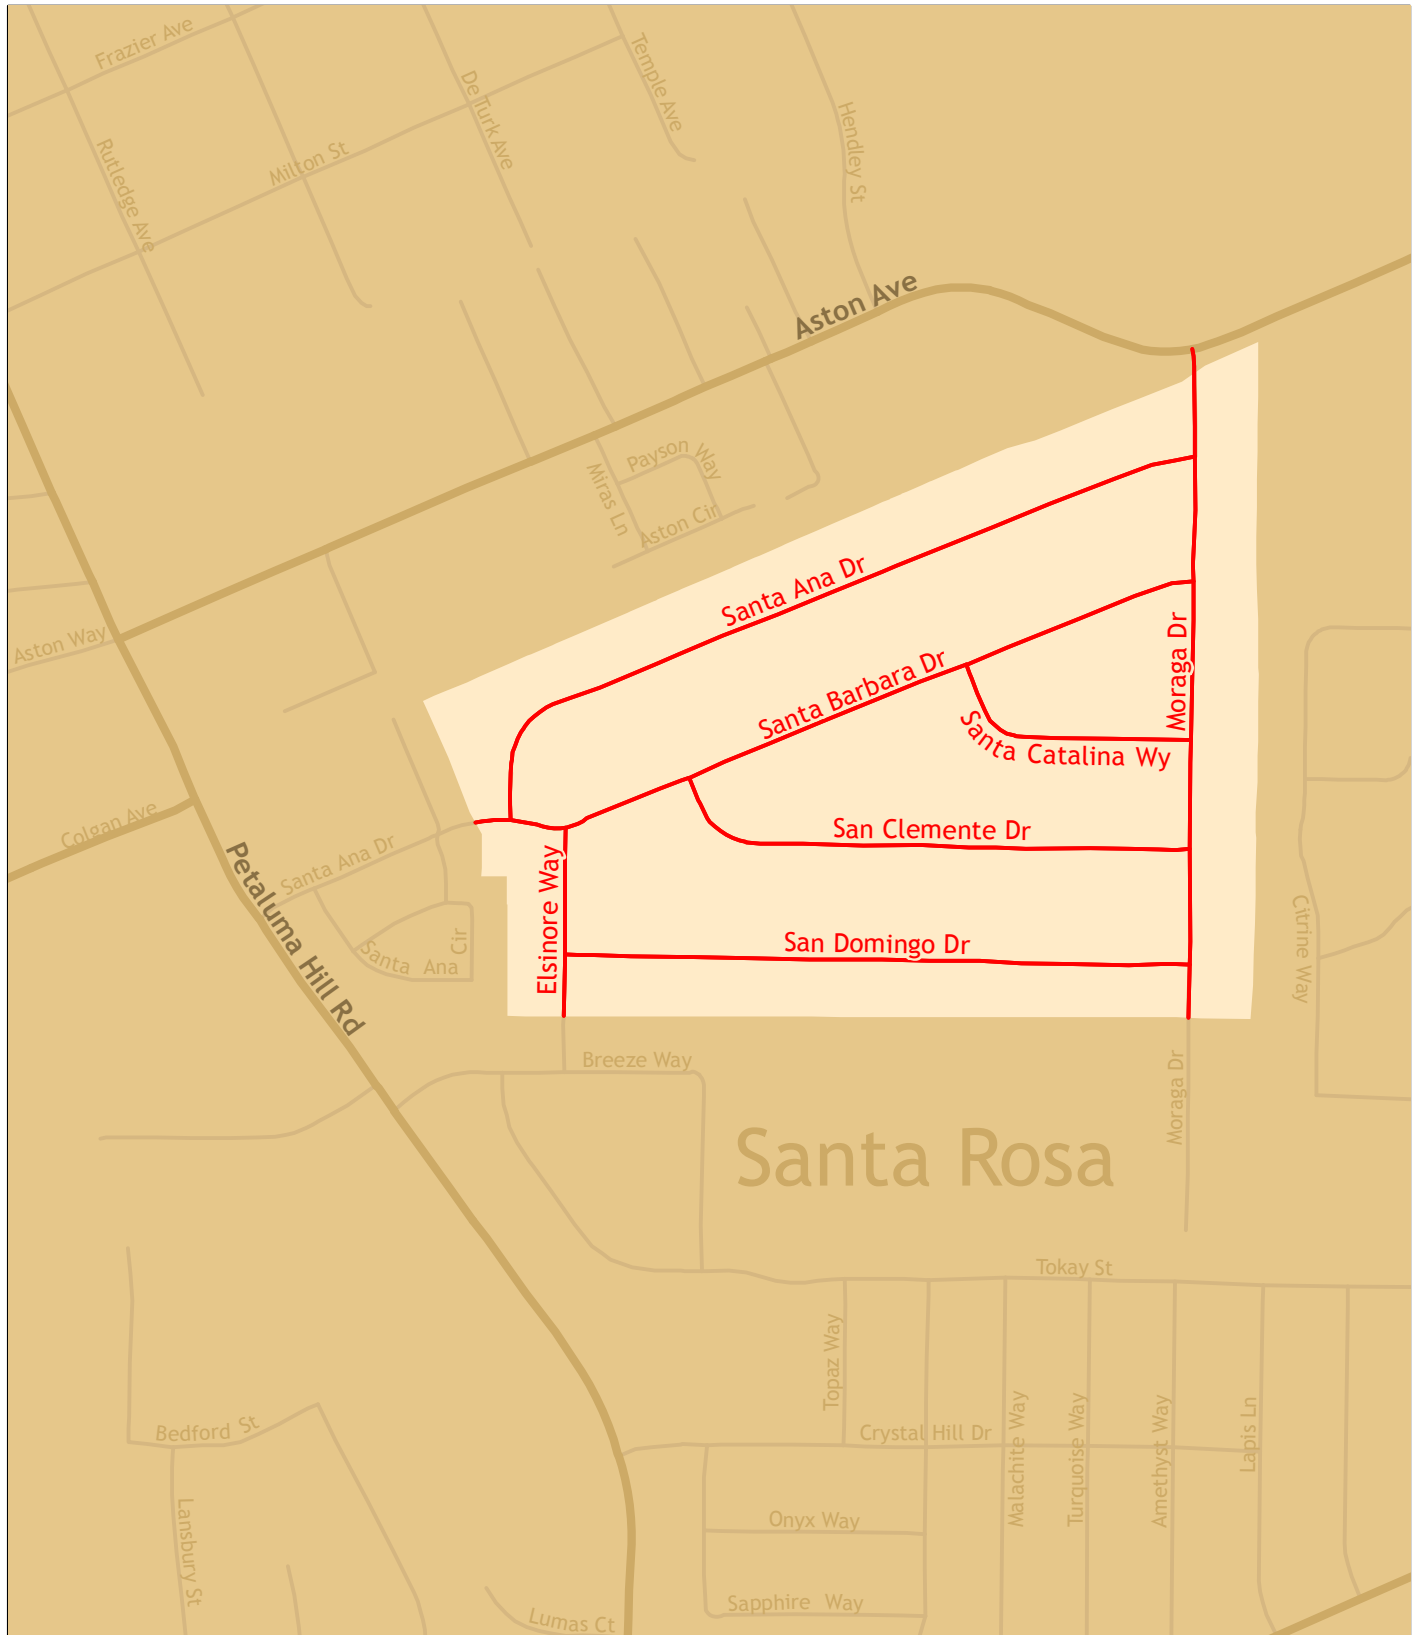 Frazier Ave
Temple Ave
De Turk Ave
Hendley St
Rutledge Ave
Milton St
Aston Ave
Payson Way
Miras Ln
Aston Cir
Santa Ana Dr
Aston Way
Santa Barbara Dr
Moraga Dr
Santa Catalina Wy
Colgan Ave
San Clemente Dr
Santa Ana Dr
Petaluma Hill Rd
Elsinore Way
Santa Ana Cir
San Domingo Dr
Citrine Way
Breeze Way
Moraga Dr
Santa Rosa
Tokay St
Topaz Way
Bedford St
Crystal Hill Dr
Malachite Way
Turquoise Way
Amethyst Way
Lapis Ln
Lansbury St
Onyx Way
Sapphire Way
Lumas Ct